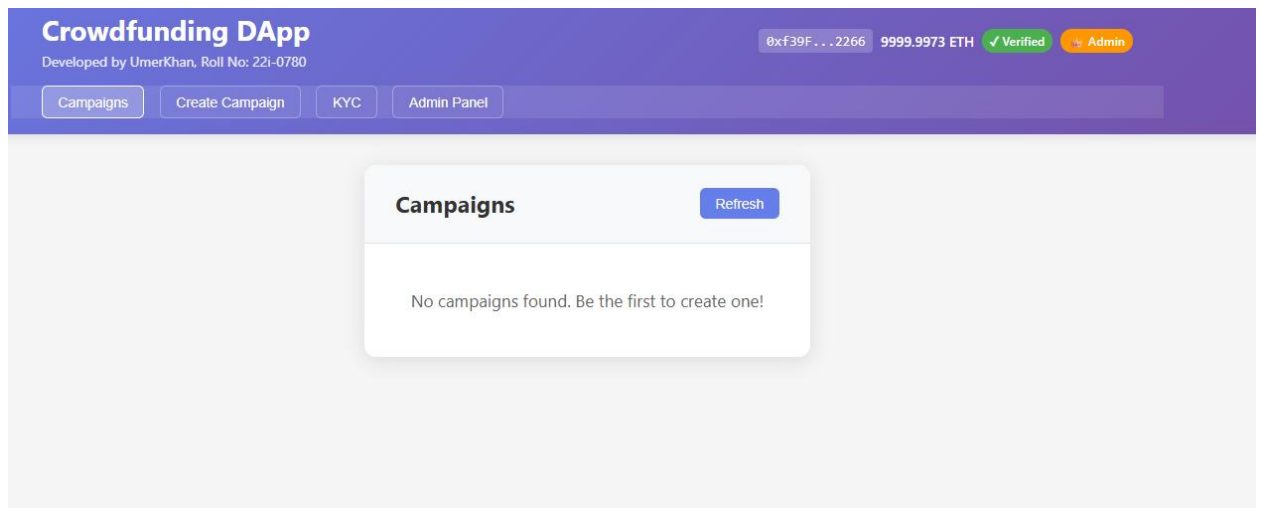 Crowdfunding DApp
Developed by UmerKhan, Roll No: 22i-0780
0xf39F...2266 9999.9973 ETH ✓ Verified 👑 Admin
Campaigns Create Campaign KYC Admin Panel
Campaigns Refresh
No campaigns found. Be the first to create one!